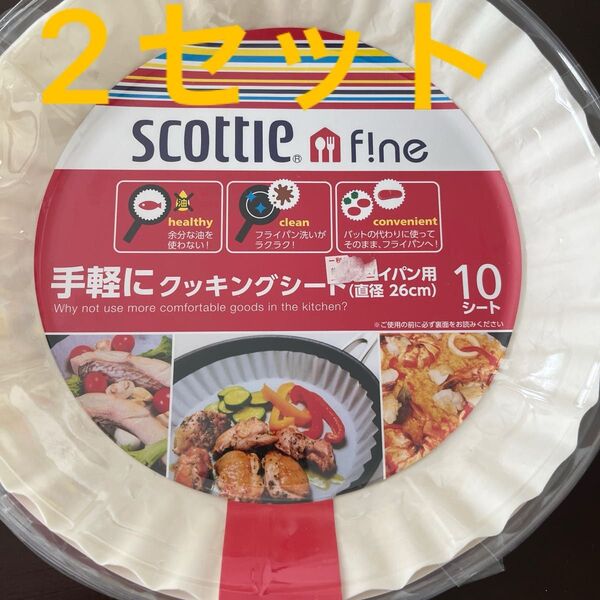 2セット
scottie® f!ne
油
healthy
余分な油を
使わない!
clean
フライパン洗いが
ラクラク!
convenient
バットの代わりに使って
そのまま、フライパンへ!
手軽にクッキングシート
イパン用
(直径 26cm)
10
シート
Why not use more comfortable goods in the kitchen?
※ご使用の前に必ず裏面をお読みください